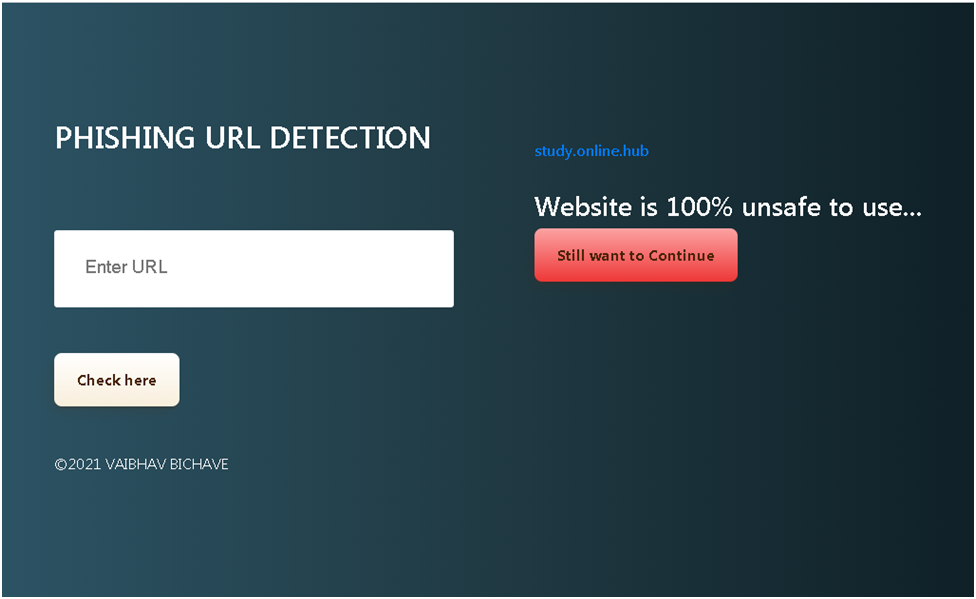 PHISHING URL DETECTION
Enter URL
Check here
©2021 VAIBHAV BICHAVE
study.online.hub
Website is 100% unsafe to use...
Still want to Continue